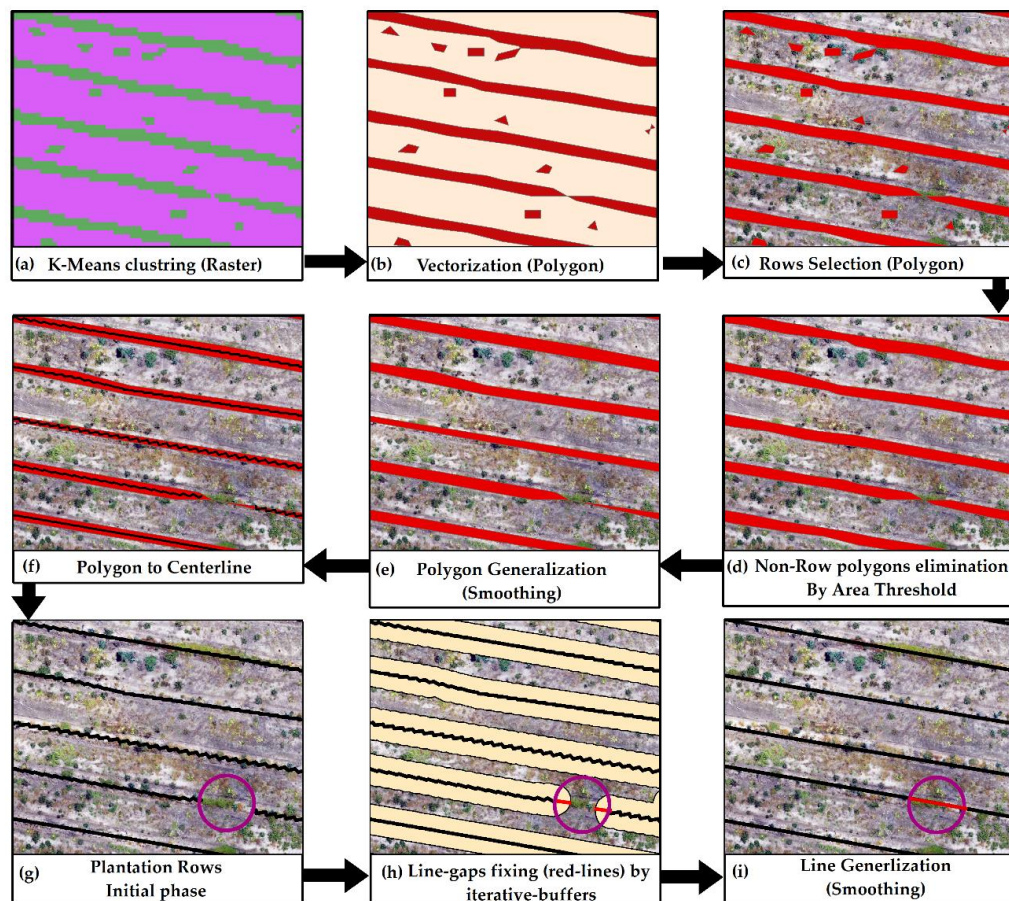 (a) K-Means clustring (Raster)
(b) Vectorization (Polygon)
(c) Rows Selection (Polygon)
(f) Polygon to Centerline
(e) Polygon Generalization
(Smoothing)
(d) Non-Row polygons elimination
By Area Threshold
(g) Plantation Rows
Initial phase
(h) Line-gaps fixing (red-lines) by
iterative-buffers
(i) Line Generlization
(Smoothing)